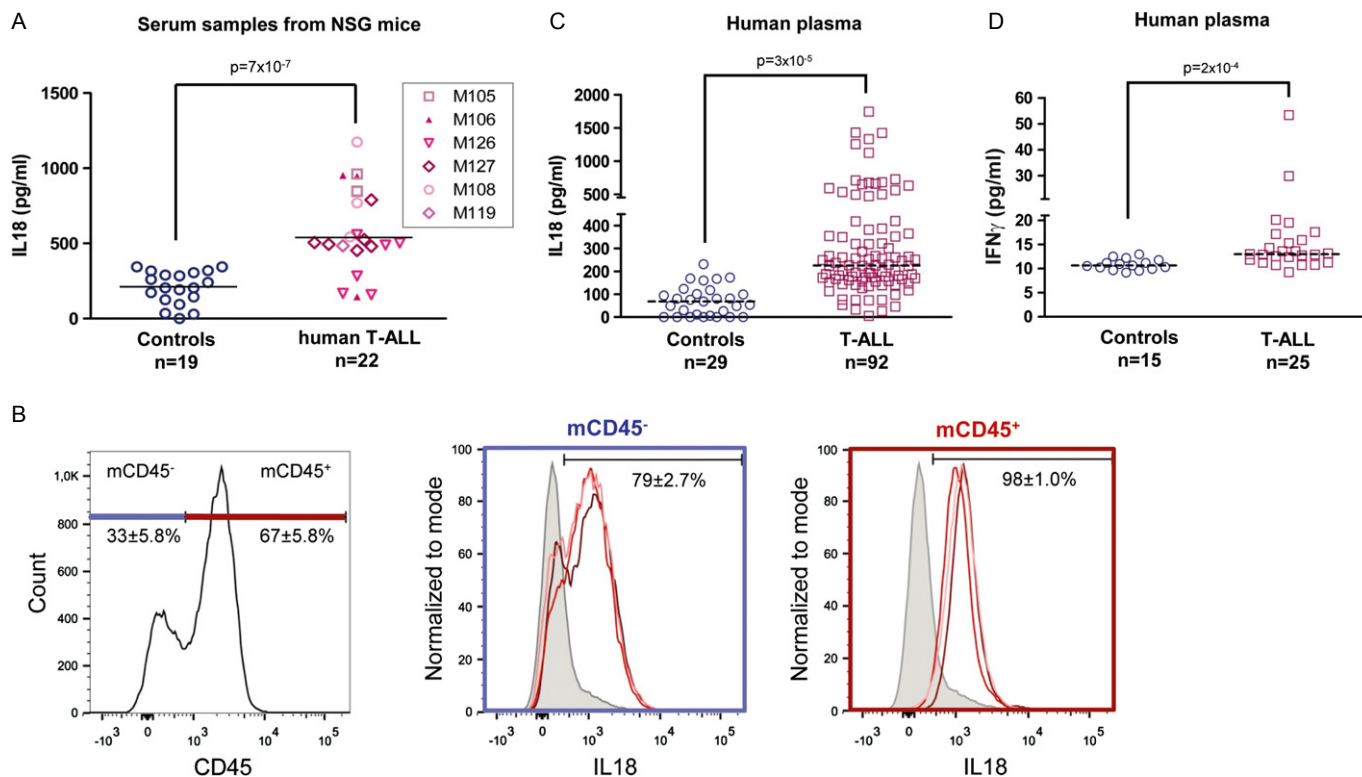 A
Serum samples from NSG mice
p=7x10-7
IL18 (pg/ml)
1500
1000
500
0
Controls
n=19
human T-ALL
n=22
M105
M106
M126
M127
M108
M119
C
Human plasma
p=3x10-5
IL18 (pg/ml)
2000
1500
1000
500
400
300
200
100
0
Controls
n=29
T-ALL
n=92
D
Human plasma
p=2x10-4
IFNγ (pg/ml)
60
50
40
30
20
15
10
5
0
Controls
n=15
T-ALL
n=25
B
mCD45-
mCD45+
33±5.8%
67±5.8%
Count
1,0K
800
600
400
200
0
-10³ 0 10³ 10⁴ 10⁵
CD45
mCD45-
79±2.7%
Normalized to mode
100
80
60
40
20
0
-10³ 0 10³ 10⁴ 10⁵
IL18
mCD45+
98±1.0%
Normalized to mode
100
80
60
40
20
0
-10³ 0 10³ 10⁴ 10⁵
IL18